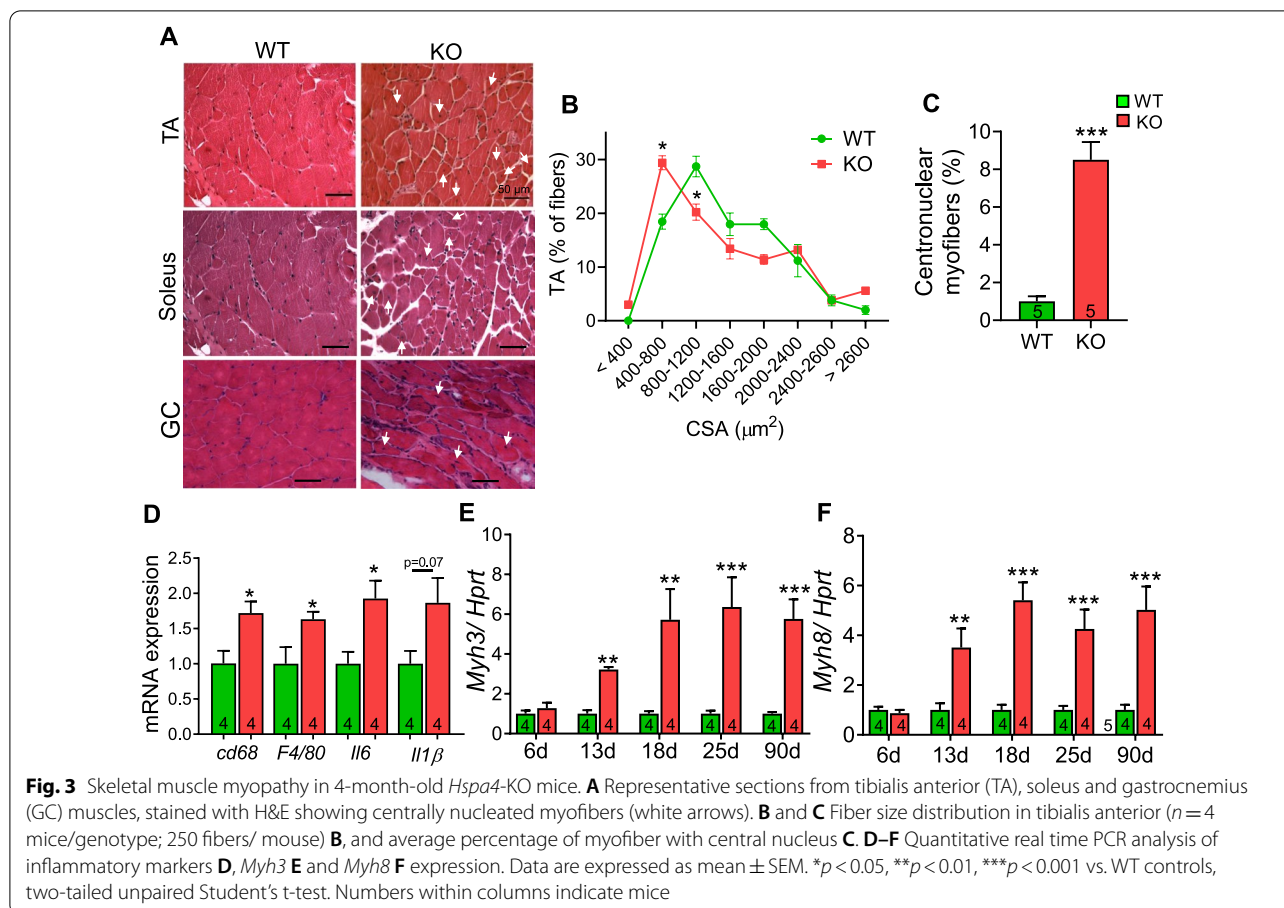 A
WT KO
TA
50 µm
Soleus
GC
B
WT
KO
TA (% of fibers)
30
20
10
0
*
*
< 400
400-800
800-1200
1200-1600
1600-2000
2000-2400
2400-2600
> 2600
CSA (µm²)
C
WT
KO
Centronuclear
myofibers (%)
10
8
6
4
2
0
***
5 5
WT KO
D
mRNA expression
2.5
2.0
1.5
1.0
0.5
0.0
* * * p=0.07
4 4 4 4 4 4 4 4
cd68 F4/80 Il6 Il1β
E
Myh3/ Hprt
10
8
6
4
2
0
** ** *** ***
4 4 4 4 4 4 4 4 4 4
6d 13d 18d 25d 90d
F
Myh8/ Hprt
8
6
4
2
0
** *** *** ***
4 4 4 4 4 4 4 4 5 4 4
6d 13d 18d 25d 90d
Fig. 3 Skeletal muscle myopathy in 4-month-old Hspa4-KO mice. A Representative sections from tibialis anterior (TA), soleus and gastrocnemius
(GC) muscles, stained with H&E showing centrally nucleated myofibers (white arrows). B and C Fiber size distribution in tibialis anterior (n = 4
mice/genotype; 250 fibers/ mouse) B, and average percentage of myofiber with central nucleus C. D–F Quantitative real time PCR analysis of
inflammatory markers D, Myh3 E and Myh8 F expression. Data are expressed as mean ± SEM. *p < 0.05, **p < 0.01, ***p < 0.001 vs. WT controls,
two-tailed unpaired Student's t-test. Numbers within columns indicate mice